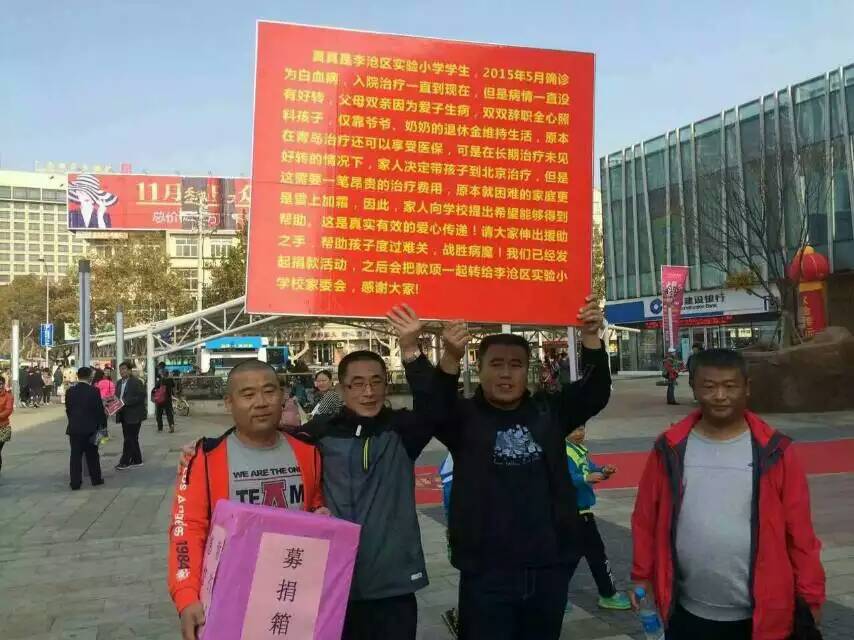 真真是李沧区实验小学学生，2015年5月确诊
为白血病，入院治疗一直到现在，但是病情一直没
有好转，父母双亲因为爱子生病，双双辞职全心照
料孩子，仅靠爷爷、奶奶的退休金维持生活，原本
在青岛治疗还可以享受医保，可是在长期治疗未见
好转的情况下，家人决定带孩子到北京治疗，但是
这需要一笔昂贵的治疗费用，原本就困难的家庭更
是雪上加霜，因此，家人向学校提出希望能够得到
帮助。这是真实有效的爱心传递！请大家伸出援助
之手，帮助孩子度过难关，战胜病魔！我们已经发
起捐款活动，之后会把款项一起转给李沧区实验小
学校家委会，感谢大家!
11月
总价
建设银行
WE ARE THE ONE
TEAM
Los Angeles 1984
募捐箱